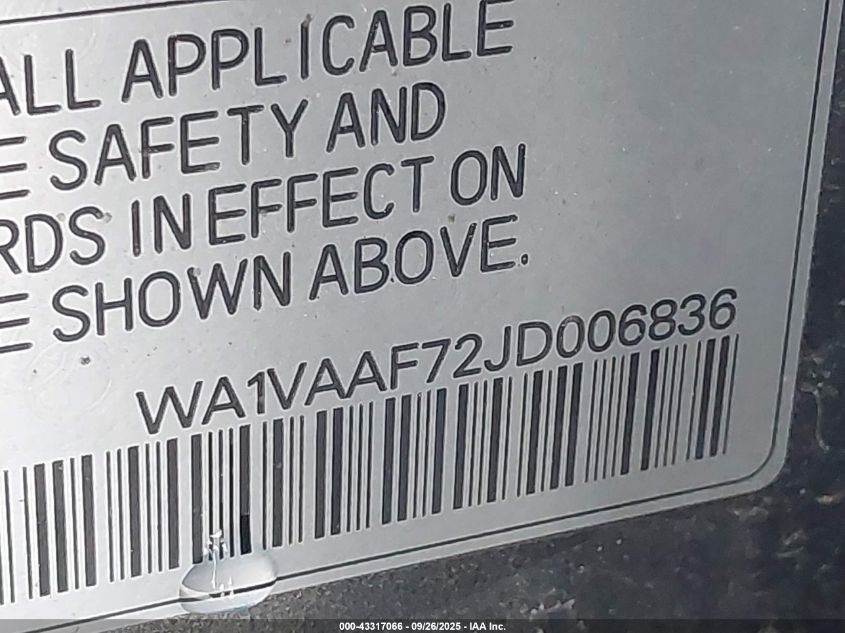 ALL APPLICABLE
E SAFETY AND
RDS IN EFFECT ON
E SHOWN ABOVE.
WA1VAAF72JD006836
000-43317066 - 09/26/2025 - IAA Inc.